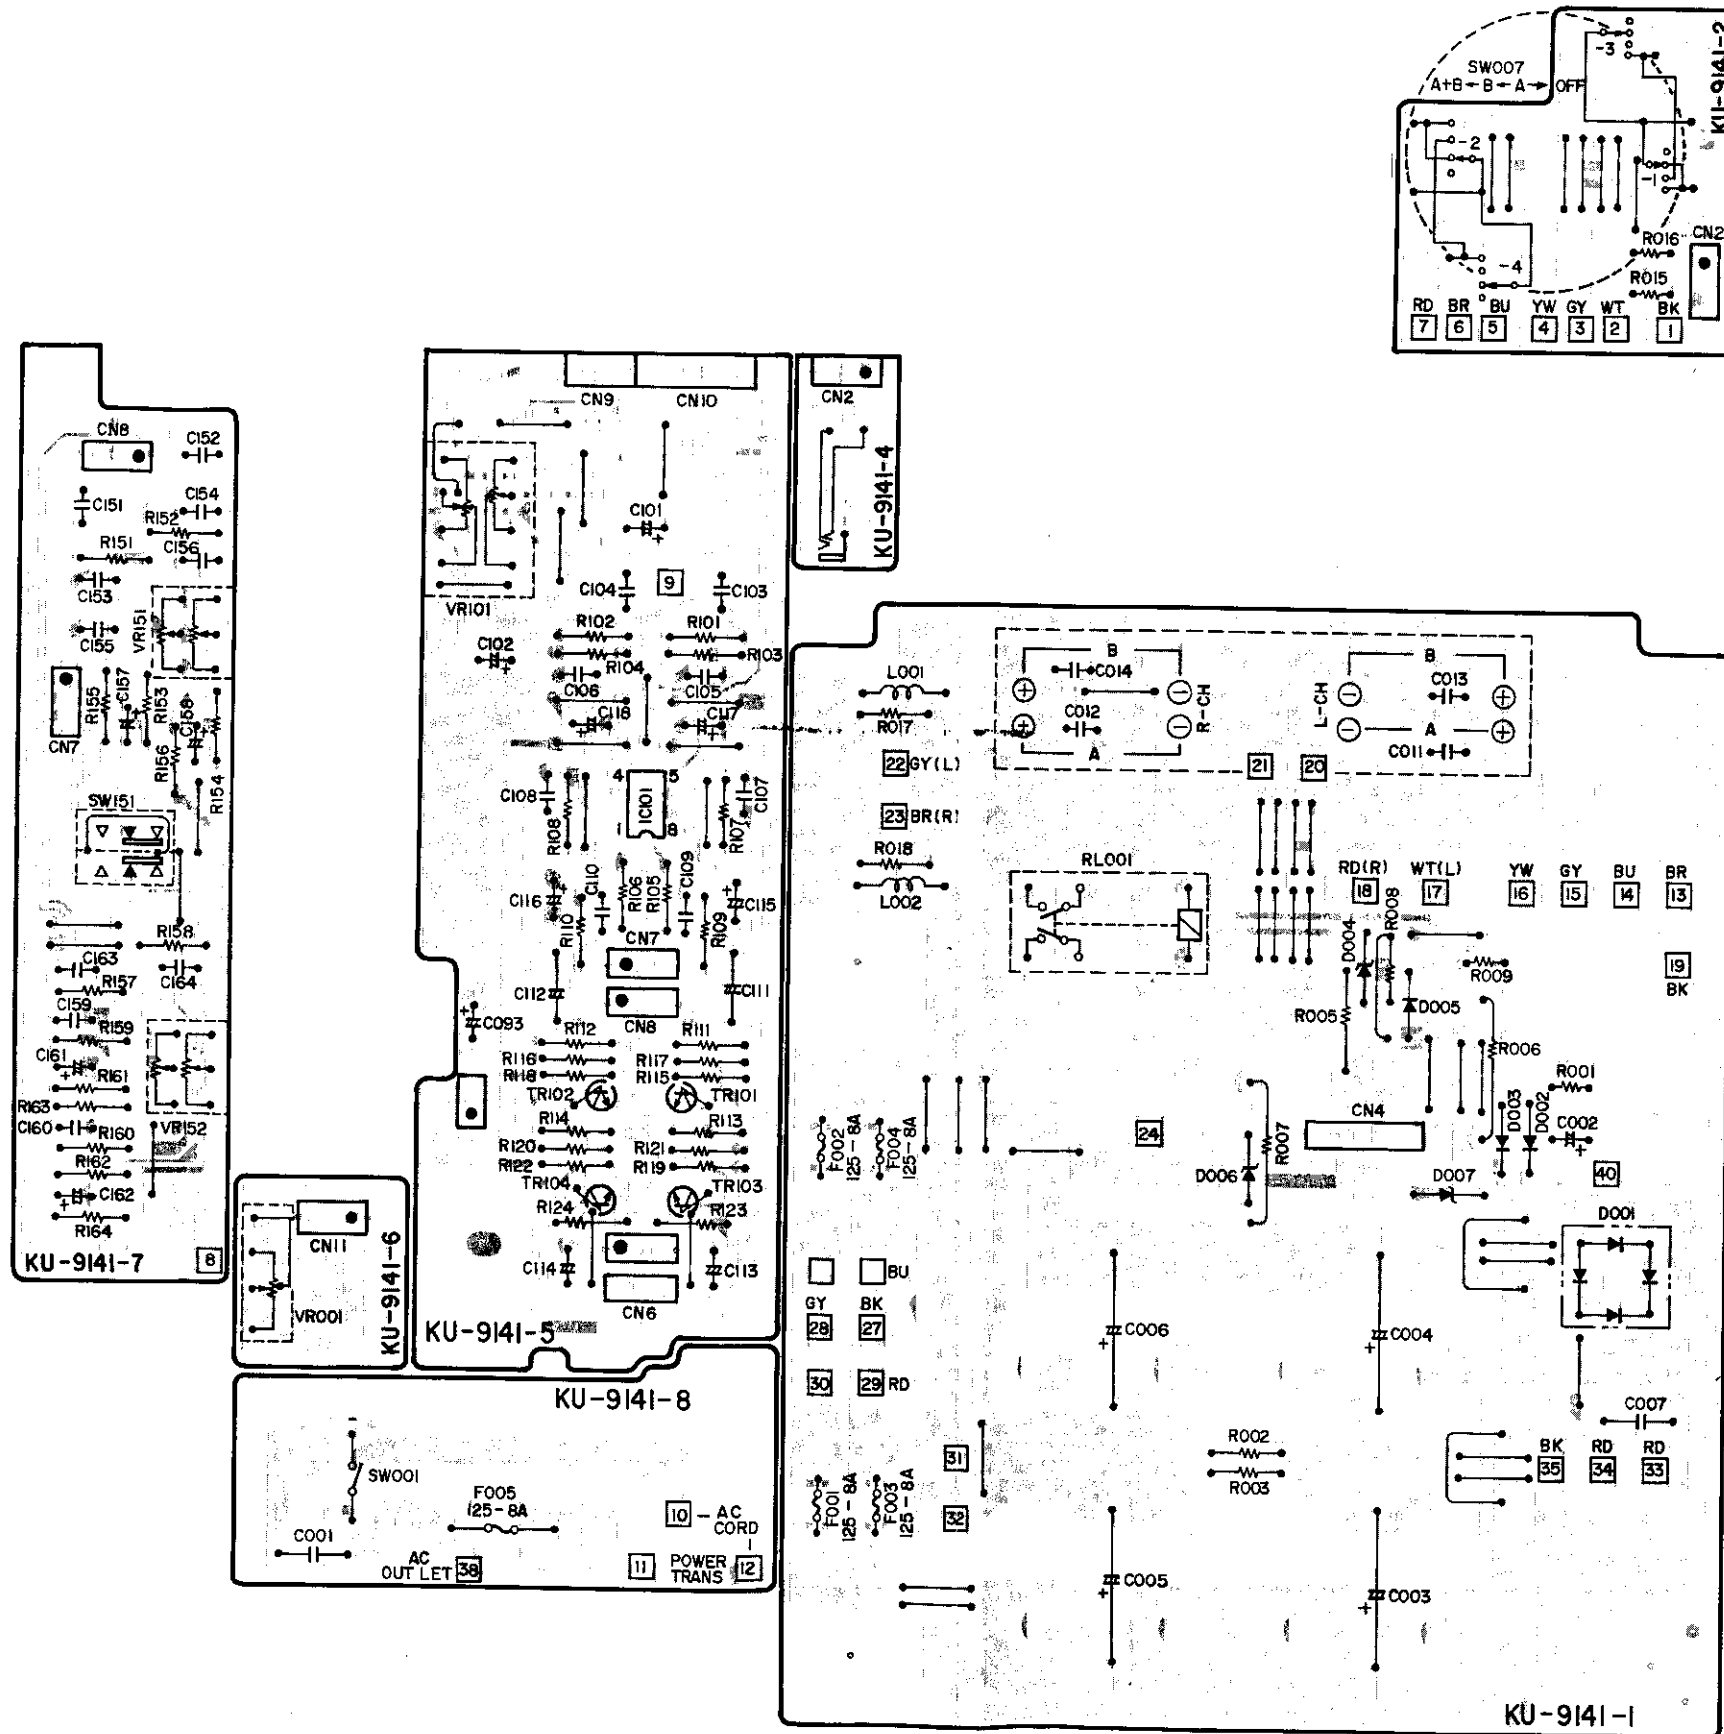 SW007
A+B B A OFF
-3
-2
-1
-4
R016
R015
CN2
RD BR BU YW GY WT BK
7 6 5 4 3 2 1
KU-9141-2
CN8
C152
C151
C154
R152
R151
C156
C153
VR151
C155
R155
C157
R153
C158
CN7
R156
R154
SW151
R158
C163
R157
C164
C159
R159
C161
R161
R163
C160
VR152
R160
R162
C162
R164
KU-9141-7
8
CN11
VR001
KU-9141-6
CN9
CN10
C101
VR101
C104
9
C103
R102
R101
C102
R104
R103
C106
C105
C118
C117
4
5
C108
R108
IC101
1
8
R107
C107
C116
C110
R106
R105
C109
C115
R110
R109
CN7
C112
C111
CN8
C093
R112
R111
R116
R117
R118
R115
TR102
TR101
R114
R113
R120
R121
R122
R119
TR104
TR103
R124
R123
C114
C113
CN6
KU-9141-5
CN2
KU-9141-4
KU-9141-8
SW001
F005
125-8A
C001
10 - AC
CORD
AC
OUT LET 38
11
POWER
TRANS
12
L001
R017
22 GY(L)
23 BR(R)
R018
L002
B
C014
C012
A
R-CH
L-CH
B
C013
A
C011
21
20
RL001
RD(R)
18
WT(L)
17
YW
16
GY
15
BU
14
BR
13
19
BK
D004
R008
R009
R005
D005
R006
R001
F002
125-8A
F004
125-8A
24
D006
R007
CN4
D003
D002
C002
D007
40
D001
BU
GY
28
BK
27
30
29 RD
C006
C004
C007
R002
R003
BK
35
RD
34
RD
33
31
32
F001
125-8A
F003
125-8A
C005
C003
KU-9141-1